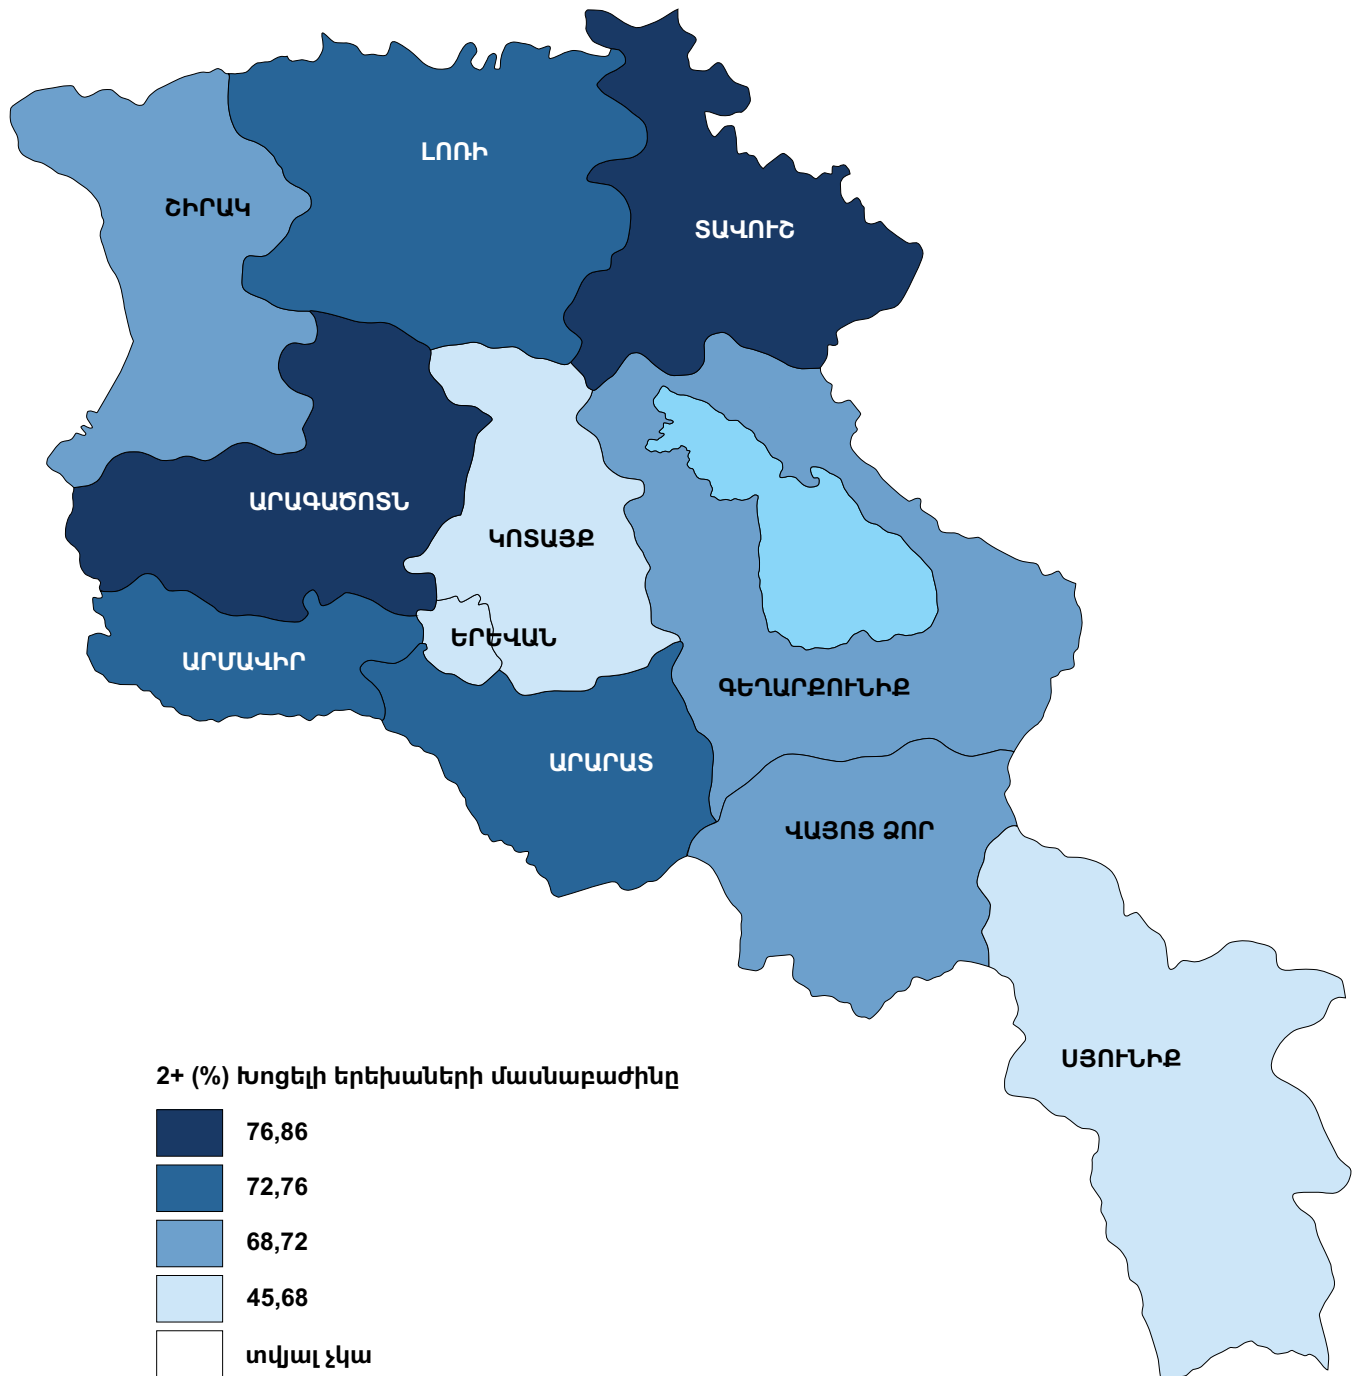 ԼՈՌԻ
ՇԻՐԱԿ
ՏԱՎՈՒՇ
ԱՐԱԳԱԾՈՏՆ
ԿՈՏԱՅՔ
ԵՐԵՎԱՆ
ԱՐՄԱՎԻՐ
ԳԵՂԱՐՔՈՒՆԻՔ
ԱՐԱՐԱՏ
ՎԱՅՈՑ ՁՈՐ
ՍՅՈՒՆԻՔ
2+ (%) Խոցելի երեխաների մասնաբաժինը
76,86
72,76
68,72
45,68
տվյալ չկա